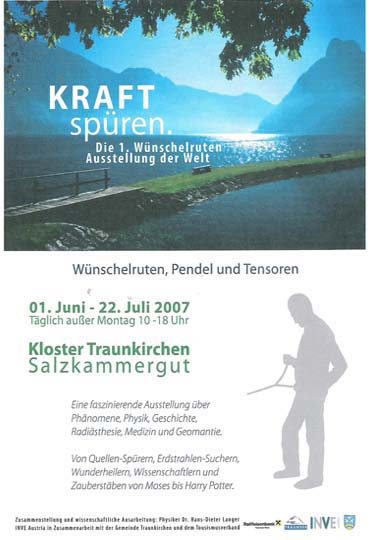 KRAFT
spüren.
Die 1. Wünschelruten
Ausstellung der Welt
Wünschelruten, Pendel und Tensoren
01. Juni - 22. Juli 2007
Täglich außer Montag 10 -18 Uhr
Kloster Traunkirchen
Salzkammergut
Eine faszinierende Ausstellung über
Phänomene, Physik, Geschichte,
Radiästhesie, Medizin und Geomantie.
Von Quellen-Spüren, Erdstrahlen-Suchern,
Wunderheilern, Wissenschaftlern und
Zauberstäben von Moses bis Harry Potter.
Zusammenstellung und wissenschaftliche Ausarbeitung: Physiker Dr. Hans-Dieter Langer
INVE Austria in Zusammenarbeit mit der Gemeinde Traunkirchen und dem Tourismusverband
Raiffeisenbank
INVE